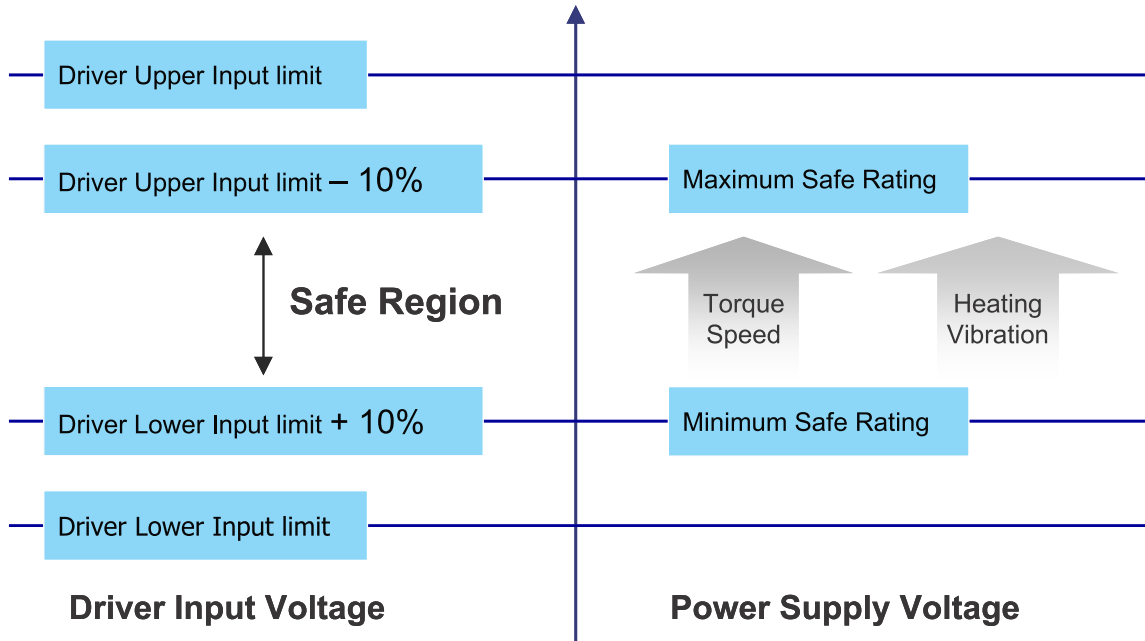 Driver Upper Input limit
Driver Upper Input limit – 10%
Maximum Safe Rating
Safe Region
Torque
Speed
Heating
Vibration
Driver Lower Input limit + 10%
Minimum Safe Rating
Driver Lower Input limit
Driver Input Voltage
Power Supply Voltage